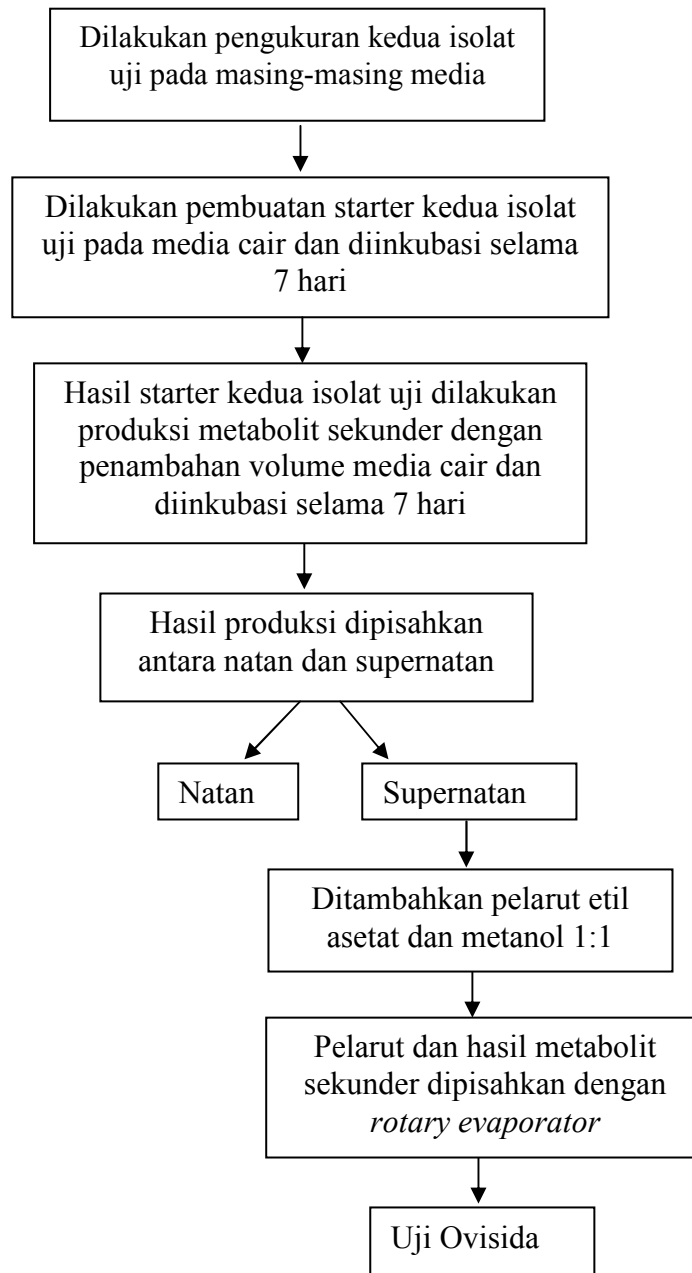 Dilakukan pengukuran kedua isolat
uji pada masing-masing media
Dilakukan pembuatan starter kedua isolat
uji pada media cair dan diinkubasi selama
7 hari
Hasil starter kedua isolat uji dilakukan
produksi metabolit sekunder dengan
penambahan volume media cair dan
diinkubasi selama 7 hari
Hasil produksi dipisahkan
antara natan dan supernatan
Natan
Supernatan
Ditambahkan pelarut etil
asetat dan metanol 1:1
Pelarut dan hasil metabolit
sekunder dipisahkan dengan
rotary evaporator
Uji Ovisida